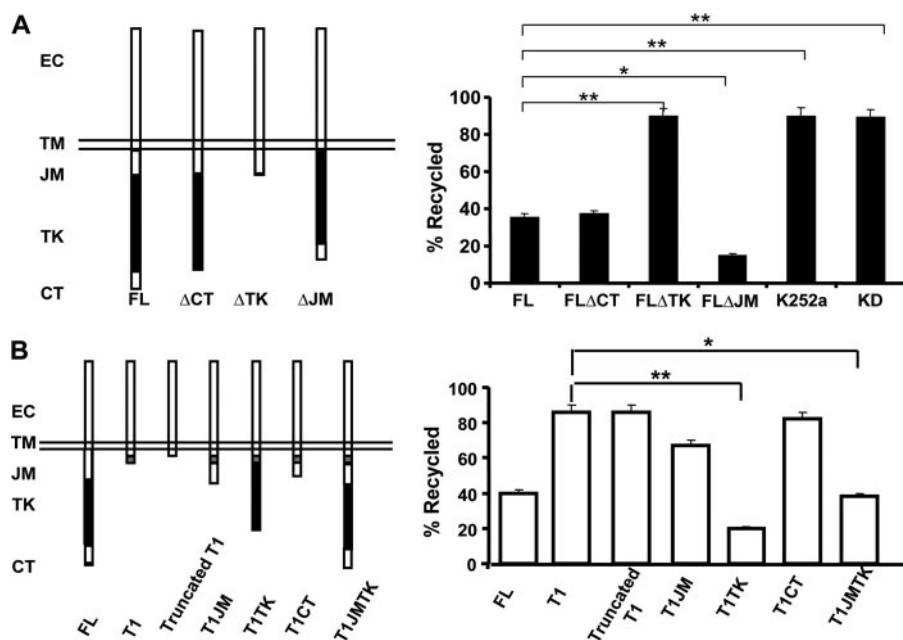 A
EC
TM
JM
TK
CT
FL ΔCT ΔTK ΔJM
**
**
*
**
% Recycled
100
80
60
40
20
0
FL FLΔCT FLΔTK FLΔJM K252a KD
B
EC
TM
JM
TK
CT
FL
T1
Truncated T1
T1JM
T1TK
T1CT
T1JMTK
*
**
% Recycled
100
80
60
40
20
0
FL
T1
Truncated
T1
T1JM
T1TK
T1CT
T1JMTK